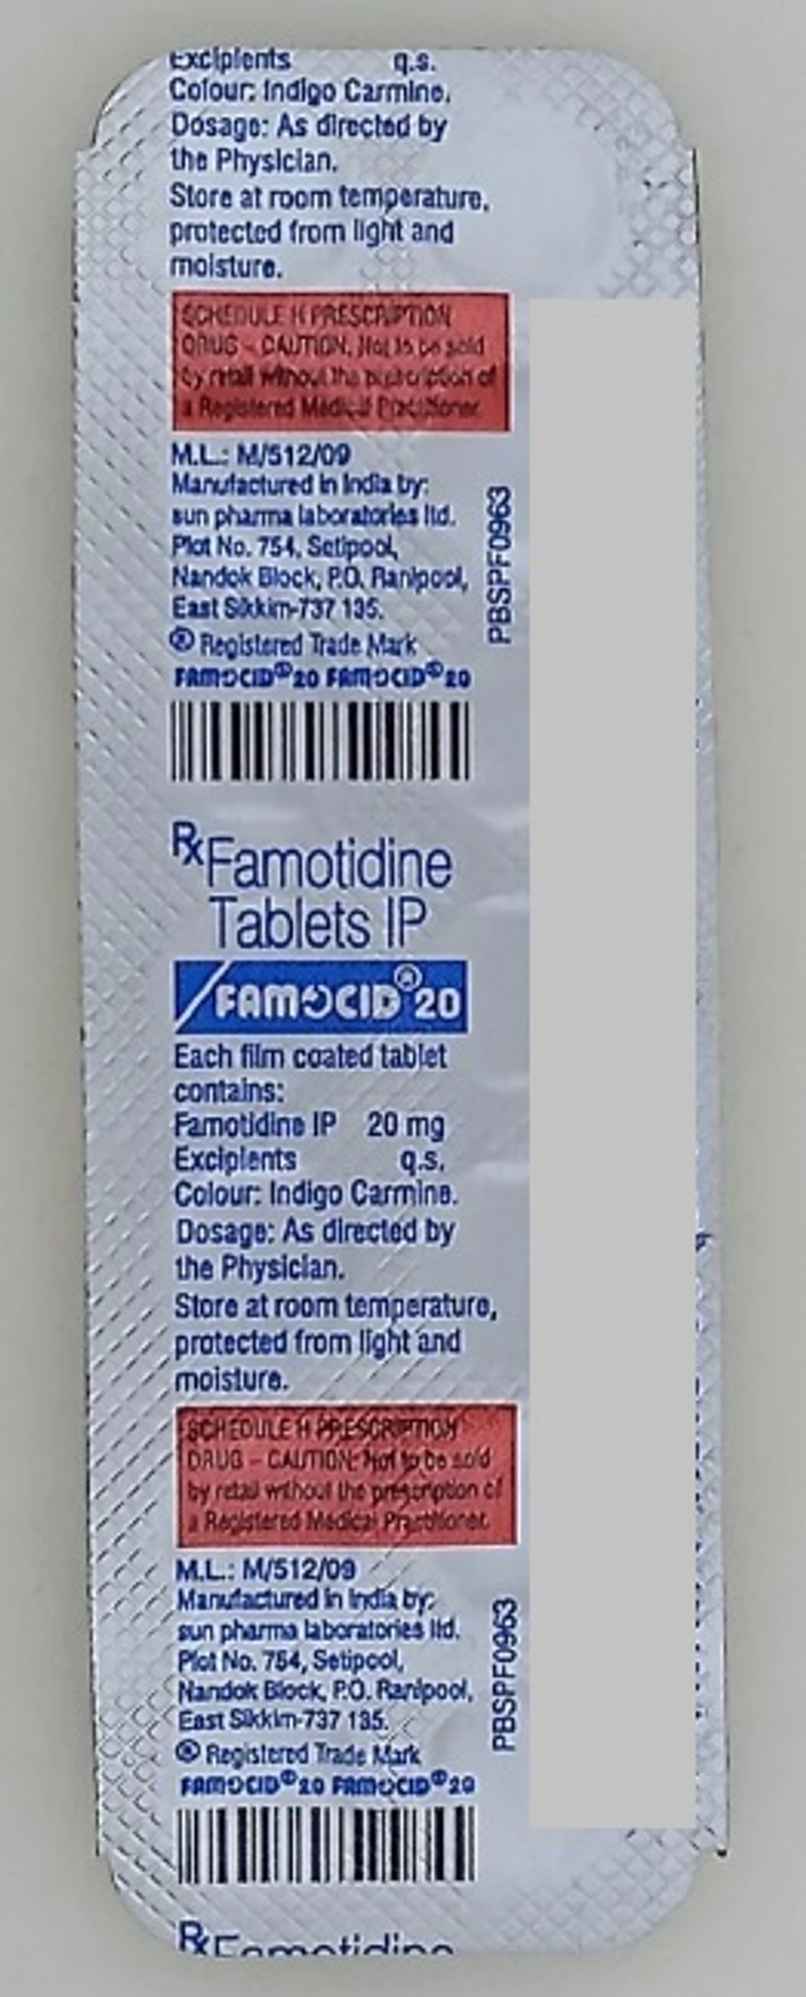 Excipients q.s.
Colour: Indigo Carmine.
Dosage: As directed by
the Physician.
Store at room temperature,
protected from light and
moisture.
SCHEDULE H PRESCRIPTION
DRUG – CAUTION. Not to be sold
by retail without the prescription of
a Registered Medical Practitioner.
M.L.: M/512/09
Manufactured in India by:
sun pharma laboratories ltd.
Plot No. 754, Setipool,
Nandok Block, P.O. Ranipool,
East Sikkim-737 135.
® Registered Trade Mark
FAMOCID®20 FAMOCID®20
PBSPF0963
Rx Famotidine
Tablets IP
FAMOCID®20
Each film coated tablet
contains:
Famotidine IP 20 mg
Excipients q.s.
Colour: Indigo Carmine.
Dosage: As directed by
the Physician.
Store at room temperature,
protected from light and
moisture.
SCHEDULE H PRESCRIPTION
DRUG – CAUTION: Not to be sold
by retail without the prescription of
a Registered Medical Practitioner.
M.L.: M/512/09
Manufactured in India by:
sun pharma laboratories ltd.
Plot No. 754, Setipool,
Nandok Block, P.O. Ranipool,
East Sikkim-737 135.
® Registered Trade Mark
FAMOCID®20 FAMOCID®20
PBSPF0963
Rx Famotidine